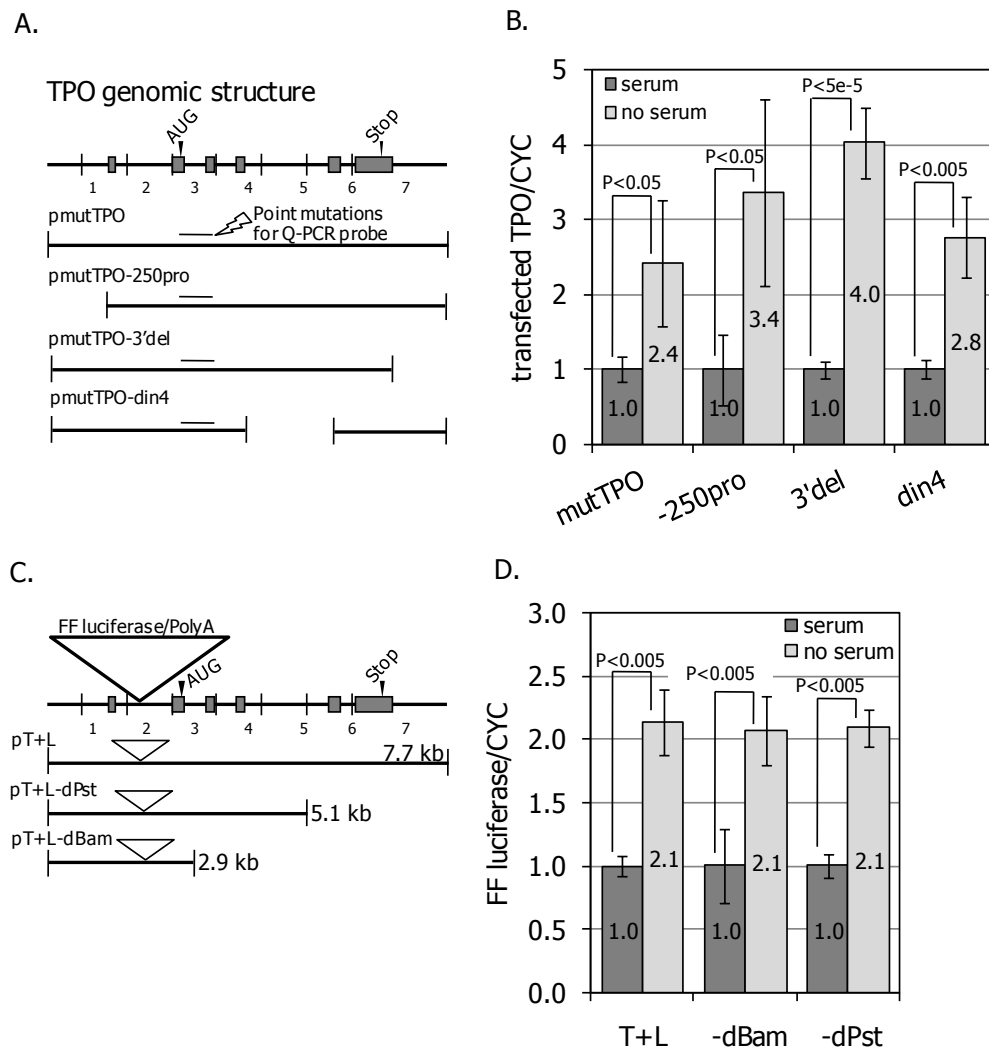 A.
TPO genomic structure
AUG
Stop
1 2 3 4 5 6 7
pmutTPO
Point mutations
for Q-PCR probe
pmutTPO-250pro
pmutTPO-3'del
pmutTPO-din4
B.
transfected TPO/CYC
5
4
3
2
1
0
serum
no serum
P<0.05
P<0.05
P<5e-5
P<0.005
1.0
2.4
1.0
3.4
1.0
4.0
1.0
2.8
mutTPO
-250pro
3'del
din4
C.
FF luciferase/PolyA
AUG
Stop
1 2 3 4 5 6 7
pT+L
7.7 kb
pT+L-dPst
5.1 kb
pT+L-dBam
2.9 kb
D.
FF luciferase/CYC
3.0
2.5
2.0
1.5
1.0
0.5
0.0
serum
no serum
P<0.005
P<0.005
P<0.005
1.0
2.1
1.0
2.1
1.0
2.1
T+L
-dBam
-dPst